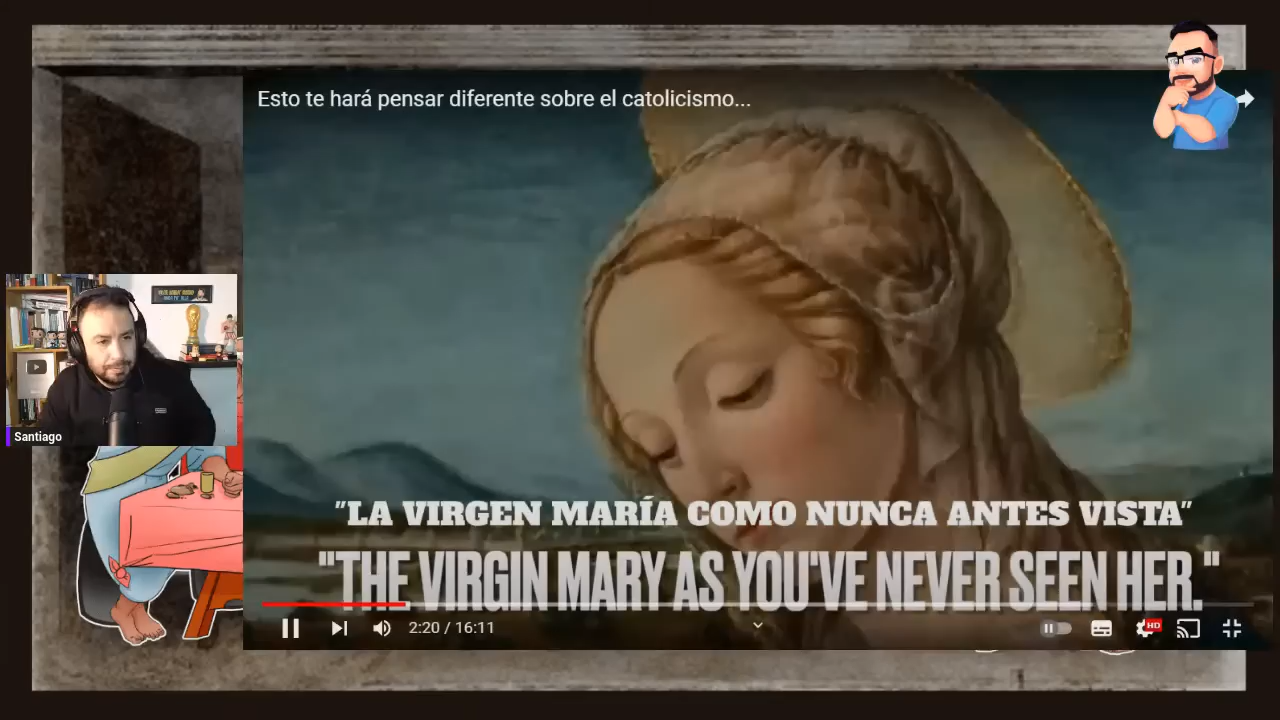 Esto te hará pensar diferente sobre el catolicismo...
Santiago
"LA VIRGEN MARÍA COMO NUNCA ANTES VISTA"
"THE VIRGIN MARY AS YOU'VE NEVER SEEN HER."
2:20 / 16:11
HD